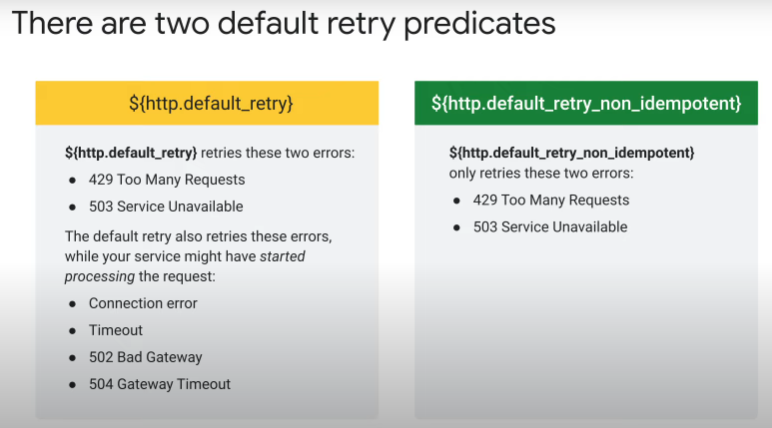 There are two default retry predicates
${http.default_retry}
${http.default_retry} retries these two errors:
• 429 Too Many Requests
• 503 Service Unavailable
The default retry also retries these errors,
while your service might have started
processing the request:
• Connection error
• Timeout
• 502 Bad Gateway
• 504 Gateway Timeout
${http.default_retry_non_idempotent}
${http.default_retry_non_idempotent}
only retries these two errors:
• 429 Too Many Requests
• 503 Service Unavailable